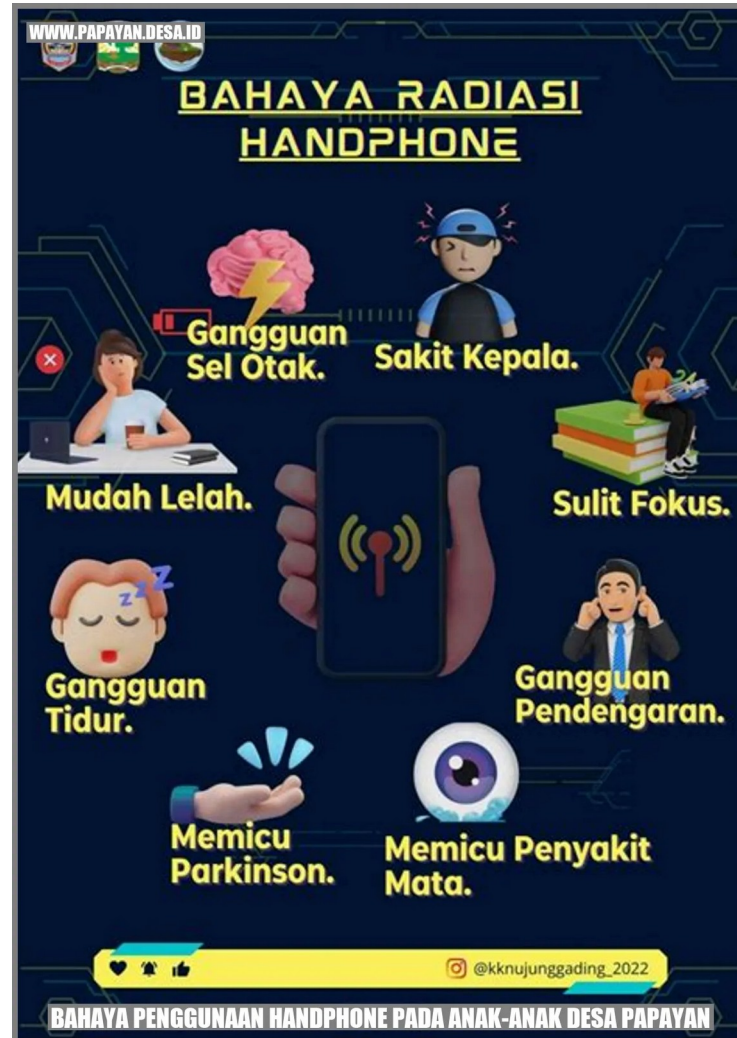 WWW.PAPAYAN.DESA.ID
BAHAYA RADIASI
HANDPHONE
Gangguan
Sel Otak.
Sakit Kepala.
Mudah Lelah.
Sulit Fokus.
Gangguan
Tidur.
Gangguan
Pendengaran.
Memicu
Parkinson.
Memicu Penyakit
Mata.
@kknujunggading_2022
BAHAYA PENGGUNAAN HANDPHONE PADA ANAK-ANAK DESA PAPAYAN